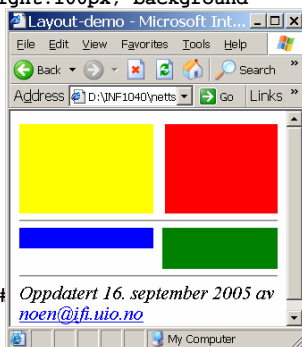 ght:100px; background
Layout-demo - Microsoft Int...
File Edit View Favorites Tools Help »
Back Search »
Address D:\INF1040\netts Go Links »
#
Oppdatert 16. september 2005 av
noen@ifi.uio.no
My Computer